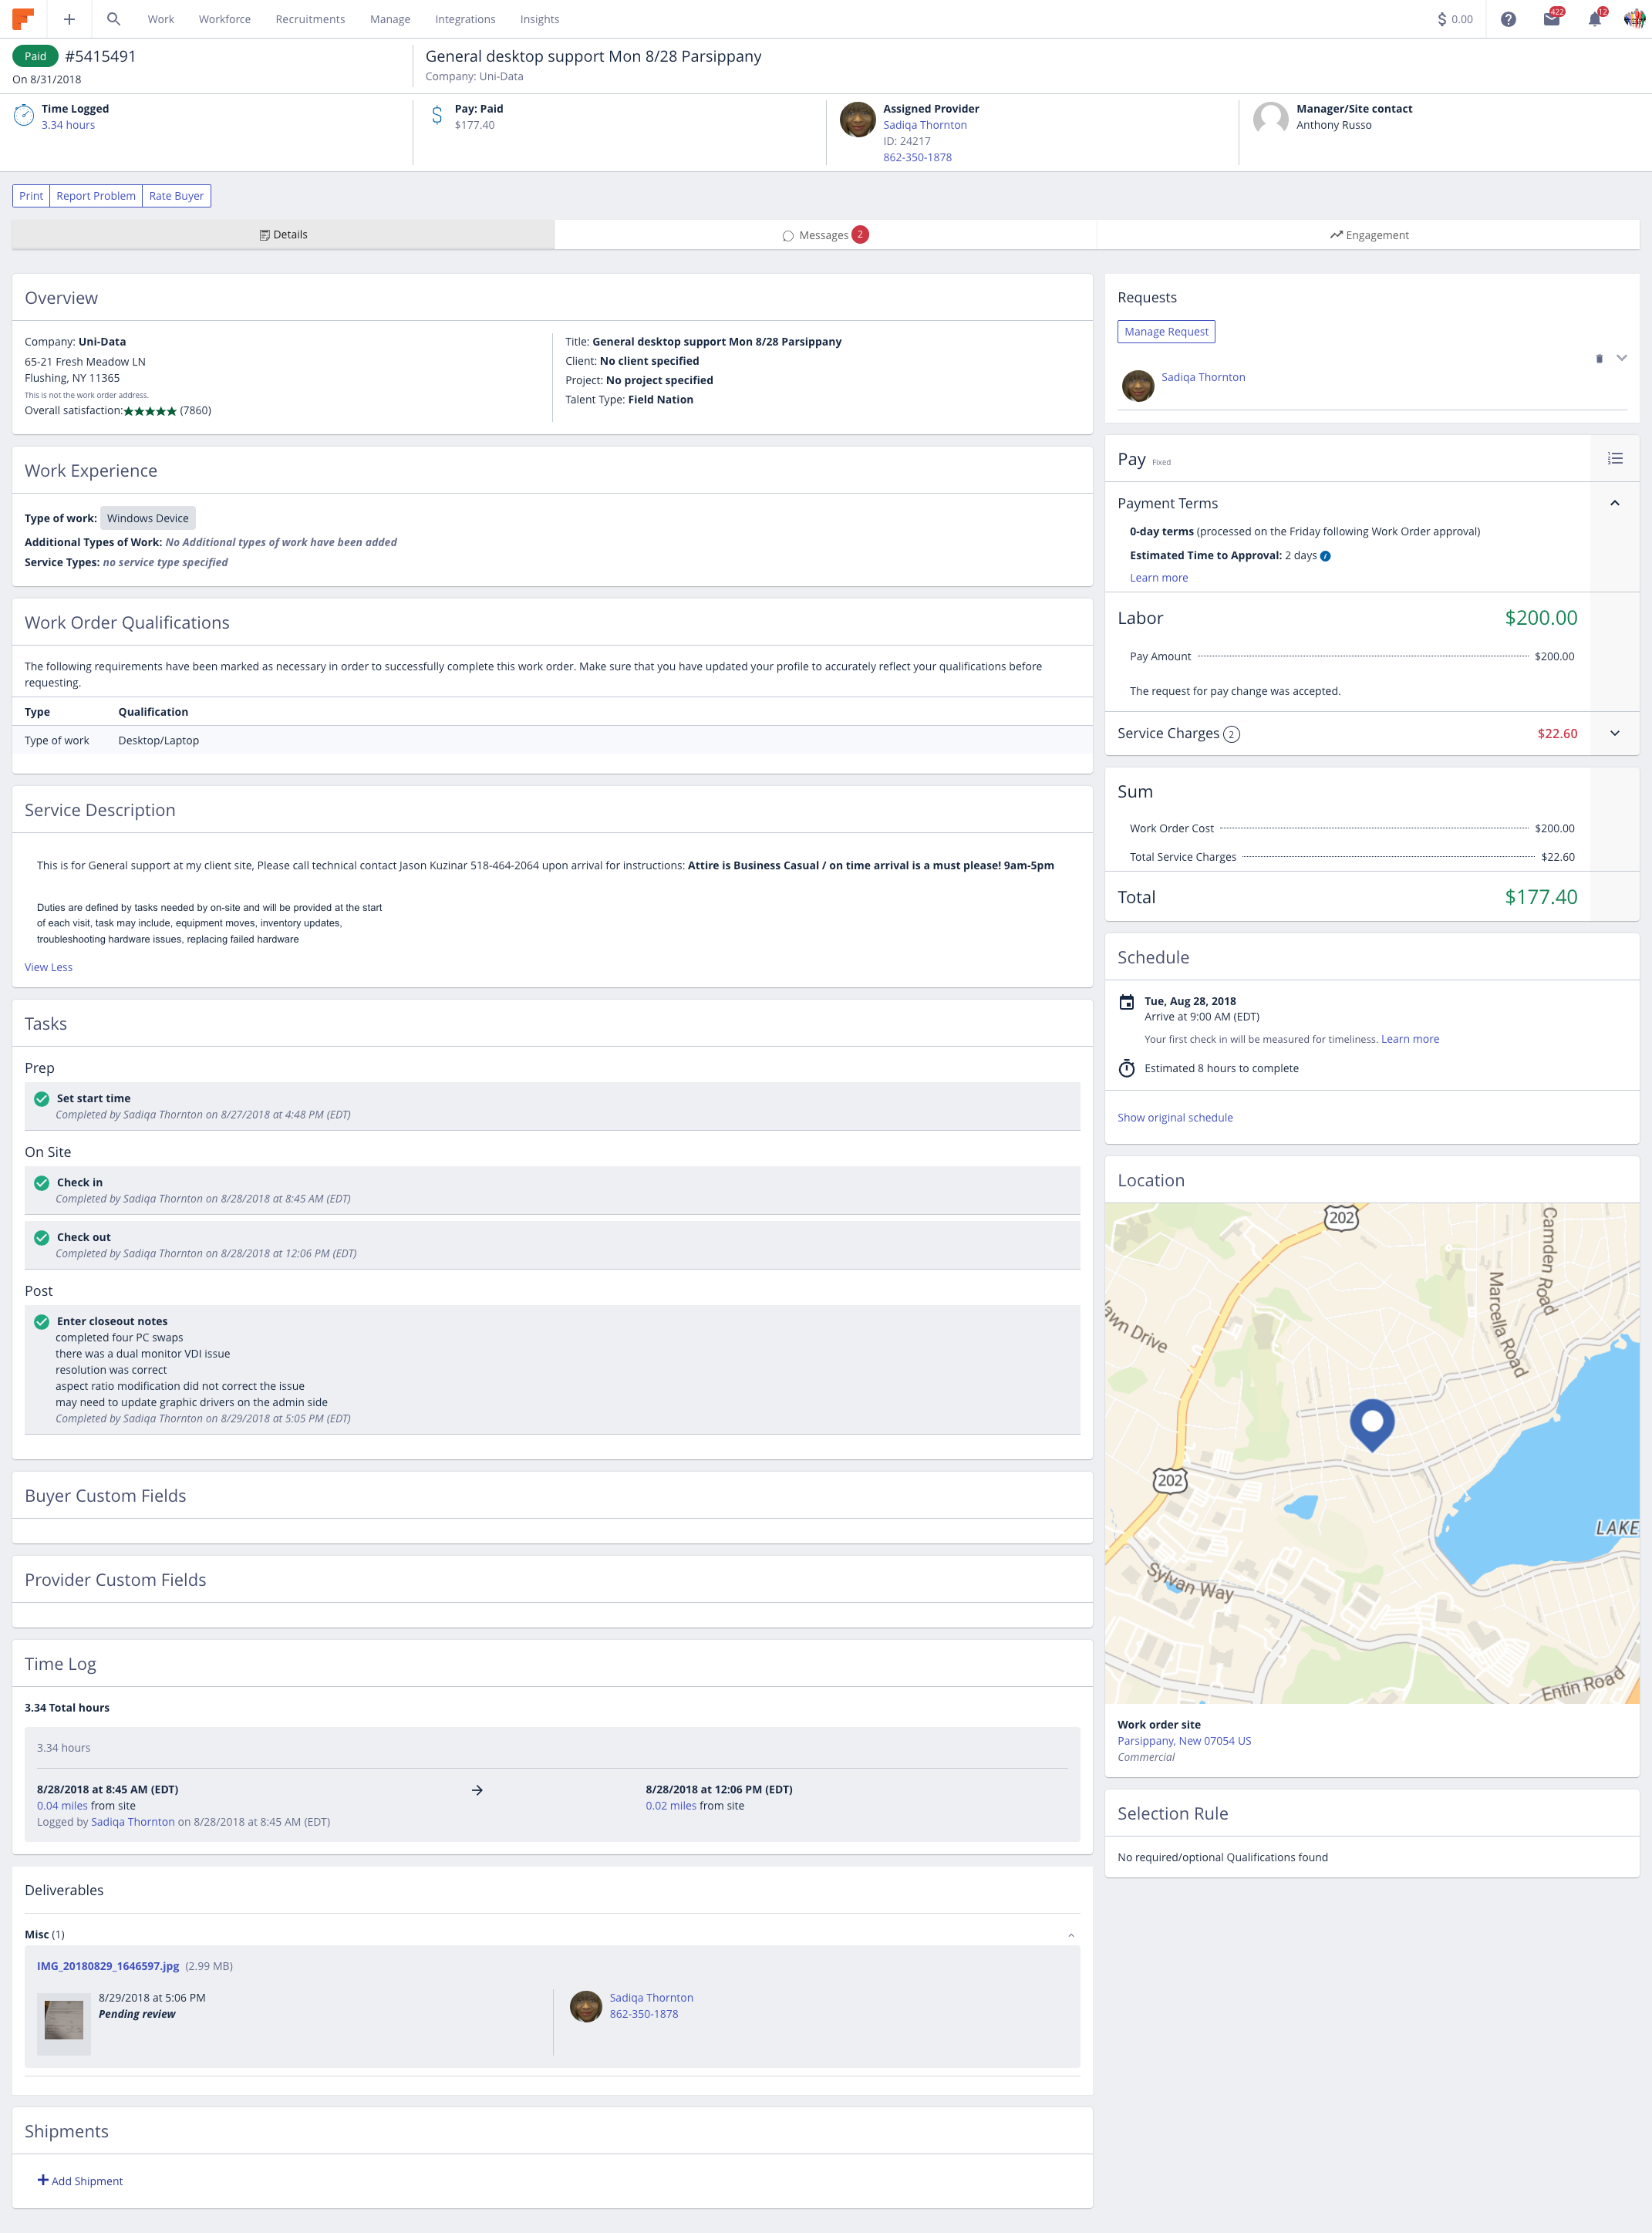 Work Workforce Recruitments Manage Integrations Insights
$ 0.00
422
12
Paid #5415491
On 8/31/2018
General desktop support Mon 8/28 Parsippany
Company: Uni-Data
Time Logged
3.34 hours
Pay: Paid
$177.40
Assigned Provider
Sadiqa Thornton
ID: 24217
862-350-1878
Manager/Site contact
Anthony Russo
Print Report Problem Rate Buyer
Details
Messages 2
Engagement
Overview
Company: Uni-Data
65-21 Fresh Meadow LN
Flushing, NY 11365
This is not the work order address.
Overall satisfaction:★★★★★ (7860)
Title: General desktop support Mon 8/28 Parsippany
Client: No client specified
Project: No project specified
Talent Type: Field Nation
Work Experience
Type of work: Windows Device
Additional Types of Work: No Additional types of work have been added
Service Types: no service type specified
Work Order Qualifications
The following requirements have been marked as necessary in order to successfully complete this work order. Make sure that you have updated your profile to accurately reflect your qualifications before
requesting.
Type Qualification
Type of work Desktop/Laptop
Service Description
This is for General support at my client site, Please call technical contact Jason Kuzinar 518-464-2064 upon arrival for instructions: Attire is Business Casual / on time arrival is a must please! 9am-5pm
Duties are defined by tasks needed by on-site and will be provided at the start
of each visit, task may include, equipment moves, inventory updates,
troubleshooting hardware issues, replacing failed hardware
View Less
Tasks
Prep
Set start time
Completed by Sadiqa Thornton on 8/27/2018 at 4:48 PM (EDT)
On Site
Check in
Completed by Sadiqa Thornton on 8/28/2018 at 8:45 AM (EDT)
Check out
Completed by Sadiqa Thornton on 8/28/2018 at 12:06 PM (EDT)
Post
Enter closeout notes
completed four PC swaps
there was a dual monitor VDI issue
resolution was correct
aspect ratio modification did not correct the issue
may need to update graphic drivers on the admin side
Completed by Sadiqa Thornton on 8/29/2018 at 5:05 PM (EDT)
Buyer Custom Fields
Provider Custom Fields
Time Log
3.34 Total hours
3.34 hours
8/28/2018 at 8:45 AM (EDT) → 8/28/2018 at 12:06 PM (EDT)
0.04 miles from site 0.02 miles from site
Logged by Sadiqa Thornton on 8/28/2018 at 8:45 AM (EDT)
Deliverables
Misc (1)
IMG_20180829_1646597.jpg (2.99 MB)
8/29/2018 at 5:06 PM
Pending review
Sadiqa Thornton
862-350-1878
Shipments
+ Add Shipment
Requests
Manage Request
Sadiqa Thornton
Pay Fixed
Payment Terms
0-day terms (processed on the Friday following Work Order approval)
Estimated Time to Approval: 2 days
Learn more
Labor $200.00
Pay Amount $200.00
The request for pay change was accepted.
Service Charges 2 $22.60
Sum
Work Order Cost $200.00
Total Service Charges $22.60
Total $177.40
Schedule
Tue, Aug 28, 2018
Arrive at 9:00 AM (EDT)
Your first check in will be measured for timeliness. Learn more
Estimated 8 hours to complete
Show original schedule
Location
202
Camden Road
Marcella Road
awn Drive
202
LAKE
Sylvan Way
Entin Road
Work order site
Parsippany, New 07054 US
Commercial
Selection Rule
No required/optional Qualifications found